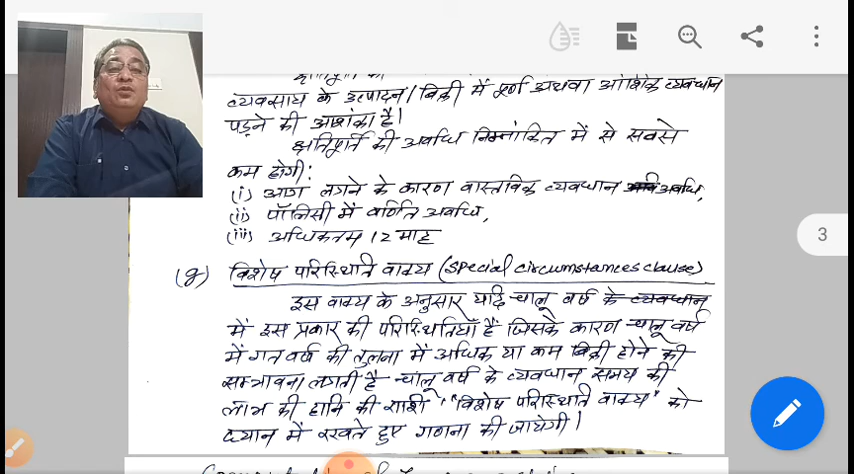 व्यवसाय के उत्पादन/बिक्री में पूर्ण अथवा आंशिक व्यवधान
पड़ने की आशंका है।
क्षतिपूर्ति की अवधि निम्नांकित में से सबसे
कम होगी:
(i) आग लगने के कारण वास्तविक व्यवधान अवधि,
(ii) पॉलिसी में वर्णित अवधि,
(iii) अधिकतम 12 माह
3
(g) विशेष परिस्थिति वाक्य (Special circumstances clause)
इस वाक्य के अनुसार यदि चालू वर्ष के व्यवधान
में इस प्रकार की परिस्थितियाँ हैं जिसके कारण चालू वर्ष
में गत वर्ष की तुलना में अधिक या कम बिक्री होने की
सम्भावना लगती है चालू वर्ष के व्यवधान समय की
लाभ की हानि की राशी "विशेष परिस्थिति वाक्य" को
ध्यान में रखते हुए गणना की जायेगी।